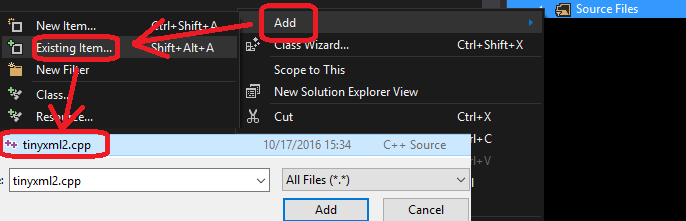 New Item... Ctrl+Shift+A
Existing Item... Shift+Alt+A
New Filter
Class...
Resource...
Add
Class Wizard... Ctrl+Shift+X
Scope to This
New Solution Explorer View
Cut Ctrl+X
Source Files
tinyxml2.cpp 10/17/2016 15:34 C++ Source
tinyxml2.cpp All Files (*.*)
Add Cancel